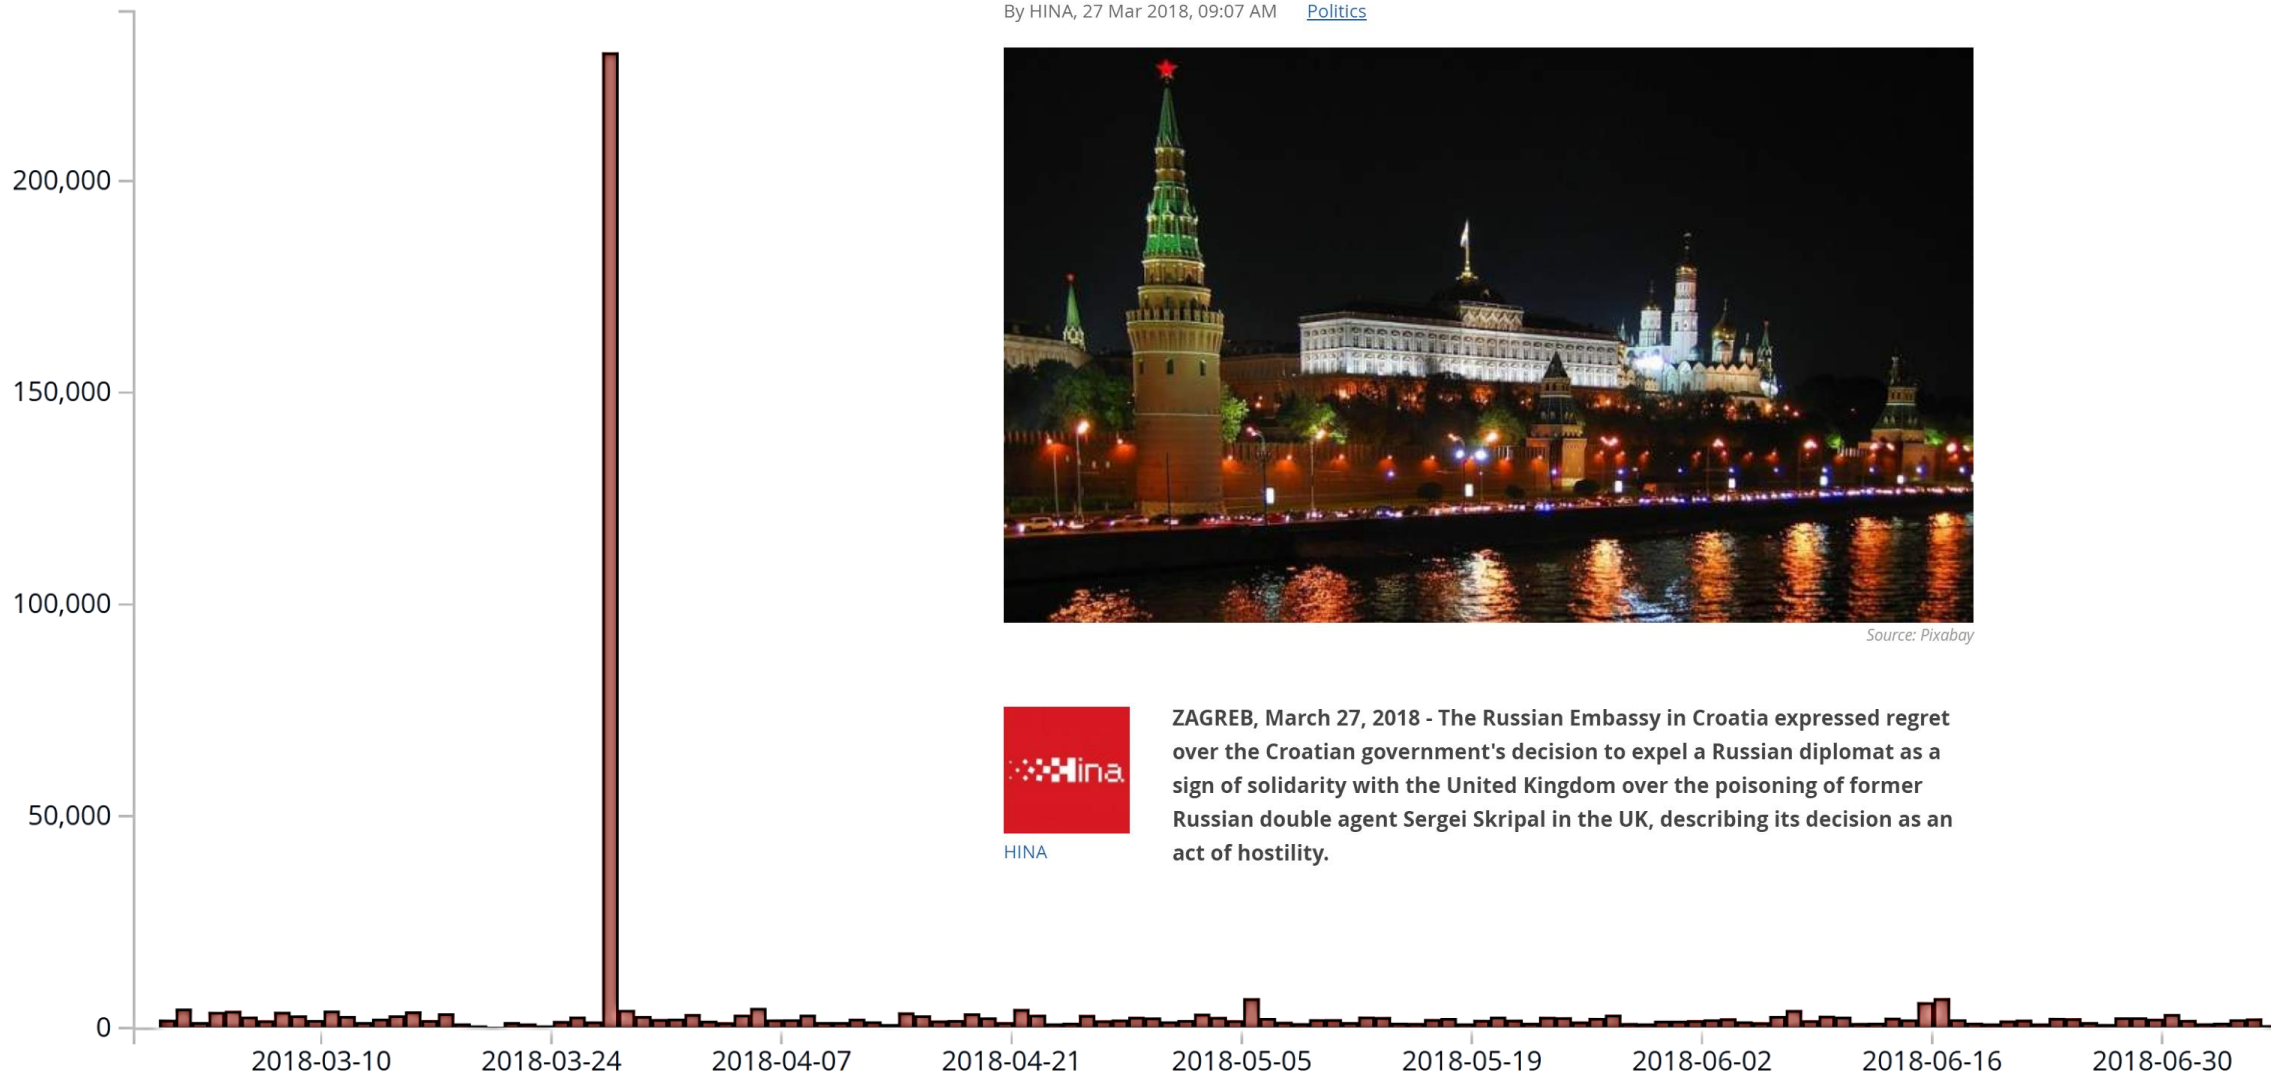 By HINA, 27 Mar 2018, 09:07 AM Politics
200,000
150,000
100,000
50,000
0
Source: Pixabay
Hina
HINA
ZAGREB, March 27, 2018 - The Russian Embassy in Croatia expressed regret
over the Croatian government's decision to expel a Russian diplomat as a
sign of solidarity with the United Kingdom over the poisoning of former
Russian double agent Sergei Skripal in the UK, describing its decision as an
act of hostility.
2018-03-10 2018-03-24 2018-04-07 2018-04-21 2018-05-05 2018-05-19 2018-06-02 2018-06-16 2018-06-30